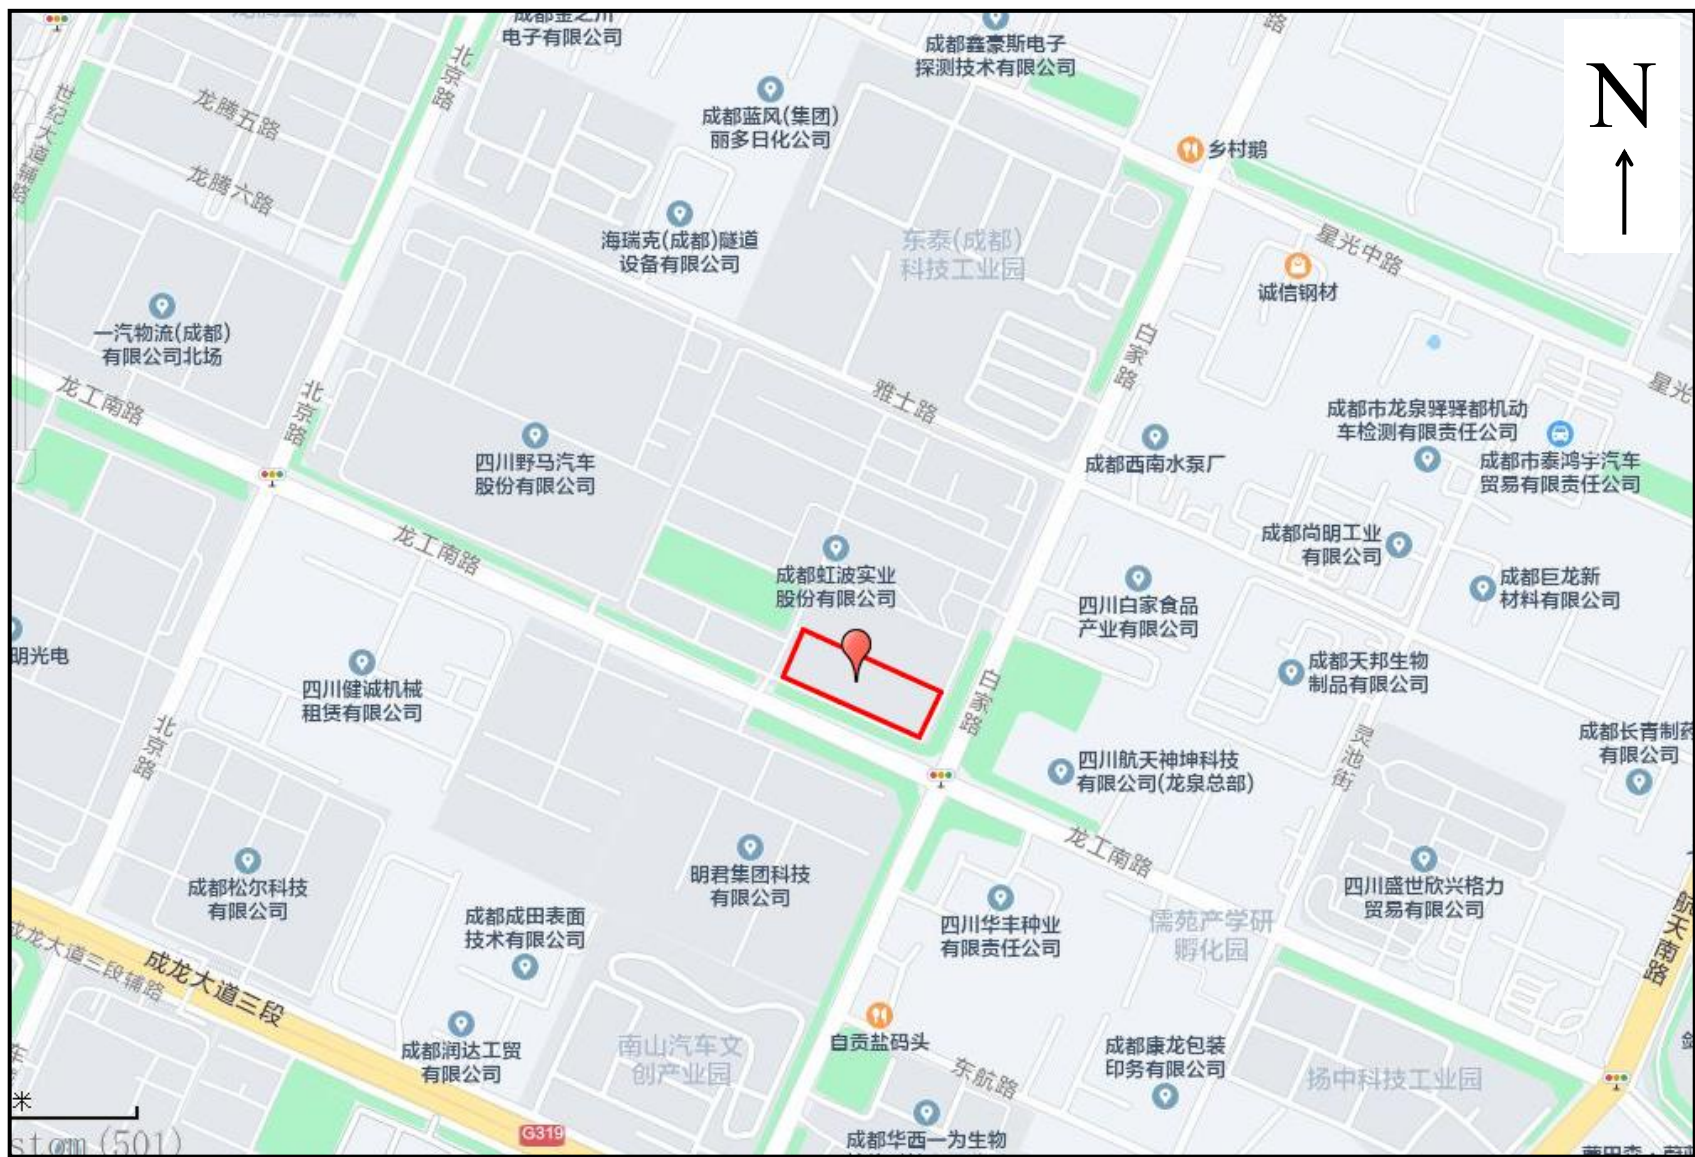 成都金之川
电子有限公司
成都鑫豪斯电子
探测技术有限公司
路
N
北京路
世纪大道辅路
龙腾五路
成都蓝风(集团)
丽多日化公司
乡村鹅
龙腾六路
海瑞克(成都)隧道
设备有限公司
东泰(成都)
科技工业园
星光中路
诚信钢材
一汽物流(成都)
有限公司北场
白家路
星光
龙工南路
北京路
雅士路
成都市龙泉驿驿都机动
车检测有限责任公司
四川野马汽车
股份有限公司
成都西南水泵厂
成都市泰鸿宇汽车
贸易有限责任公司
龙工南路
成都尚明工业
有限公司
成都虹波实业
股份有限公司
四川白家食品
产业有限公司
成都巨龙新
材料有限公司
明光电
四川健诚机械
租赁有限公司
白家路
成都天邦生物
制品有限公司
北京路
四川航天神坤科技
有限公司(龙泉总部)
灵池街
成都长青制药
有限公司
龙工南路
成都松尔科技
有限公司
明君集团科技
有限公司
四川盛世欣兴格力
贸易有限公司
成都成田表面
技术有限公司
四川华丰种业
有限责任公司
儒苑产学研
孵化园
航天南路
成龙大道三段
成龙大道三段辅路
自贡盐码头
成都润达工贸
有限公司
南山汽车文
创产业园
东航路
成都康龙包装
印务有限公司
扬中科技工业园
米
G319
成都华西一为生物
stom(501)